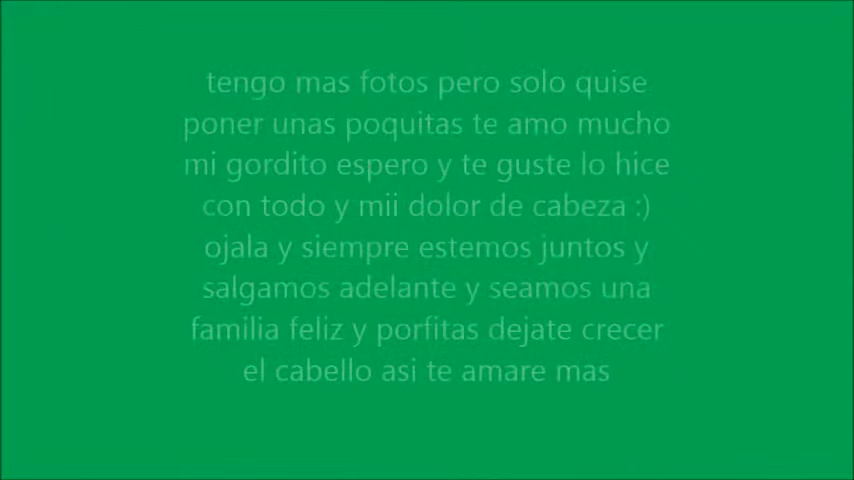 tengo mas fotos pero solo quise
poner unas poquitas te amo mucho
mi gordito espero y te guste lo hice
con todo y mii dolor de cabeza :)
ojala y siempre estemos juntos y
salgamos adelante y seamos una
familia feliz y porfitas dejate crecer
el cabello asi te amare mas